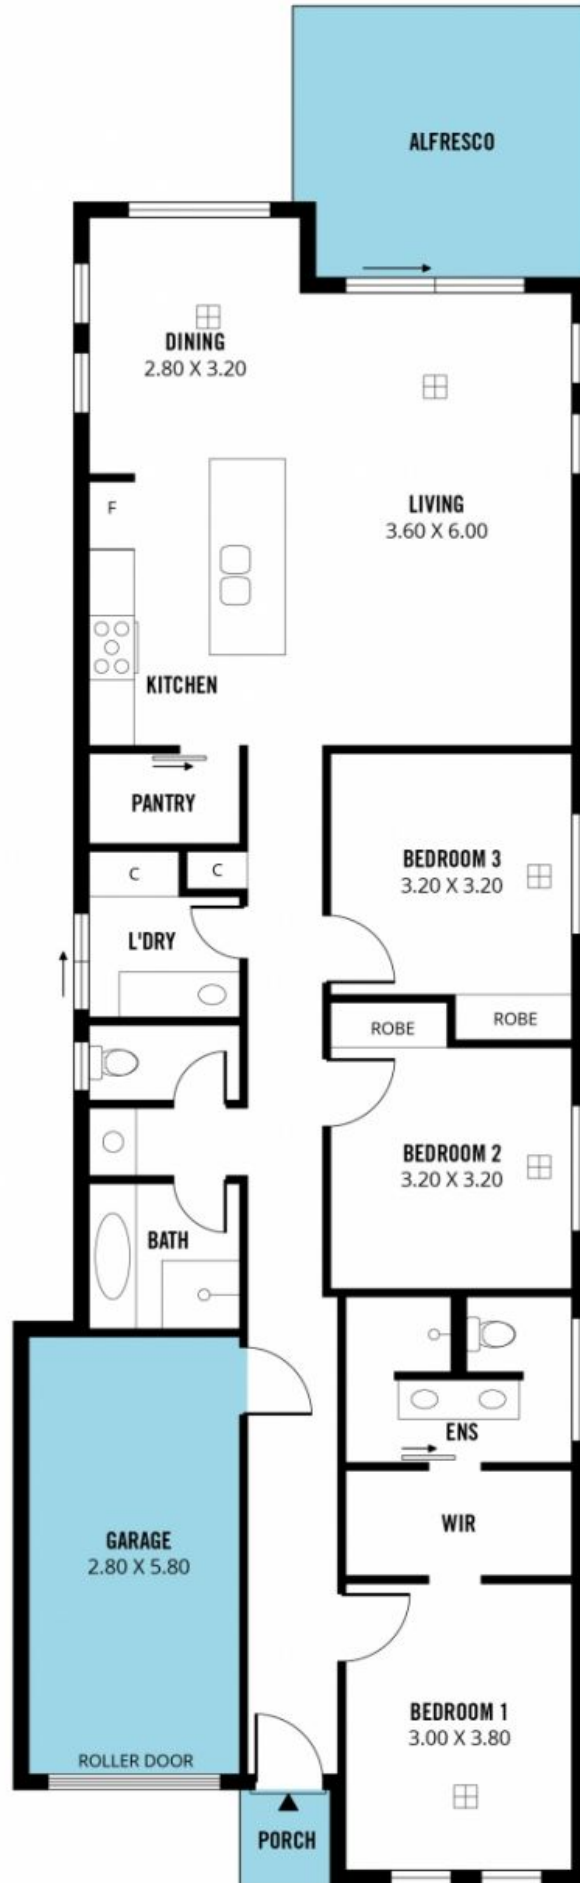 ALFRESCO
DINING
2.80 X 3.20
LIVING
3.60 X 6.00
F
KITCHEN
PANTRY
C
C
L'DRY
BEDROOM 3
3.20 X 3.20
ROBE
ROBE
BEDROOM 2
3.20 X 3.20
BATH
ENS
WIR
GARAGE
2.80 X 5.80
ROLLER DOOR
BEDROOM 1
3.00 X 3.80
PORCH